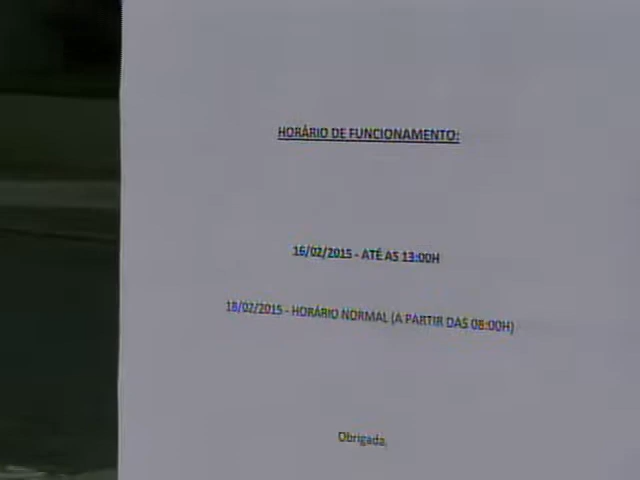 HORÁRIO DE FUNCIONAMENTO:
16/02/2015 - ATÉ AS 13:00H
18/02/2015 - HORÁRIO NORMAL (A PARTIR DAS 08:00H)
Obrigada,